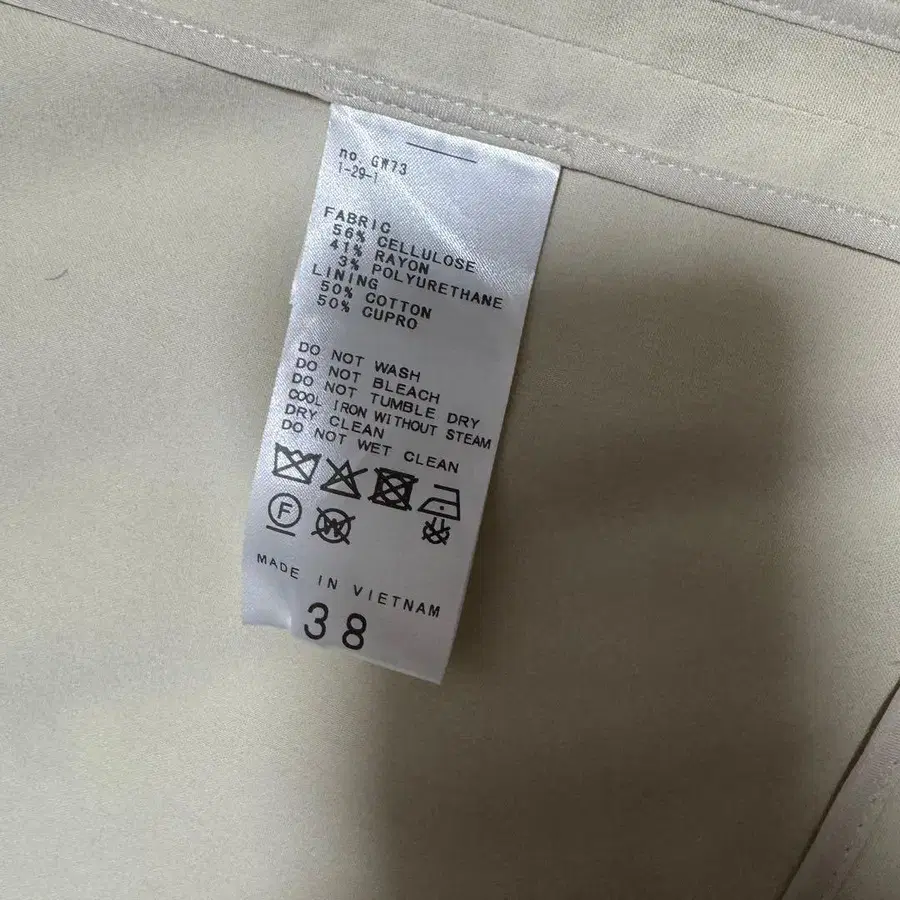 no. GW73
1-29-1
FABRIC
56% CELLULOSE
41% RAYON
3% POLYURETHANE
LINING
50% COTTON
50% CUPRO
DO NOT WASH
DO NOT BLEACH
DO NOT TUMBLE DRY
COOL IRON WITHOUT STEAM
DRY CLEAN
DO NOT WET CLEAN
F W
MADE IN VIETNAM
38